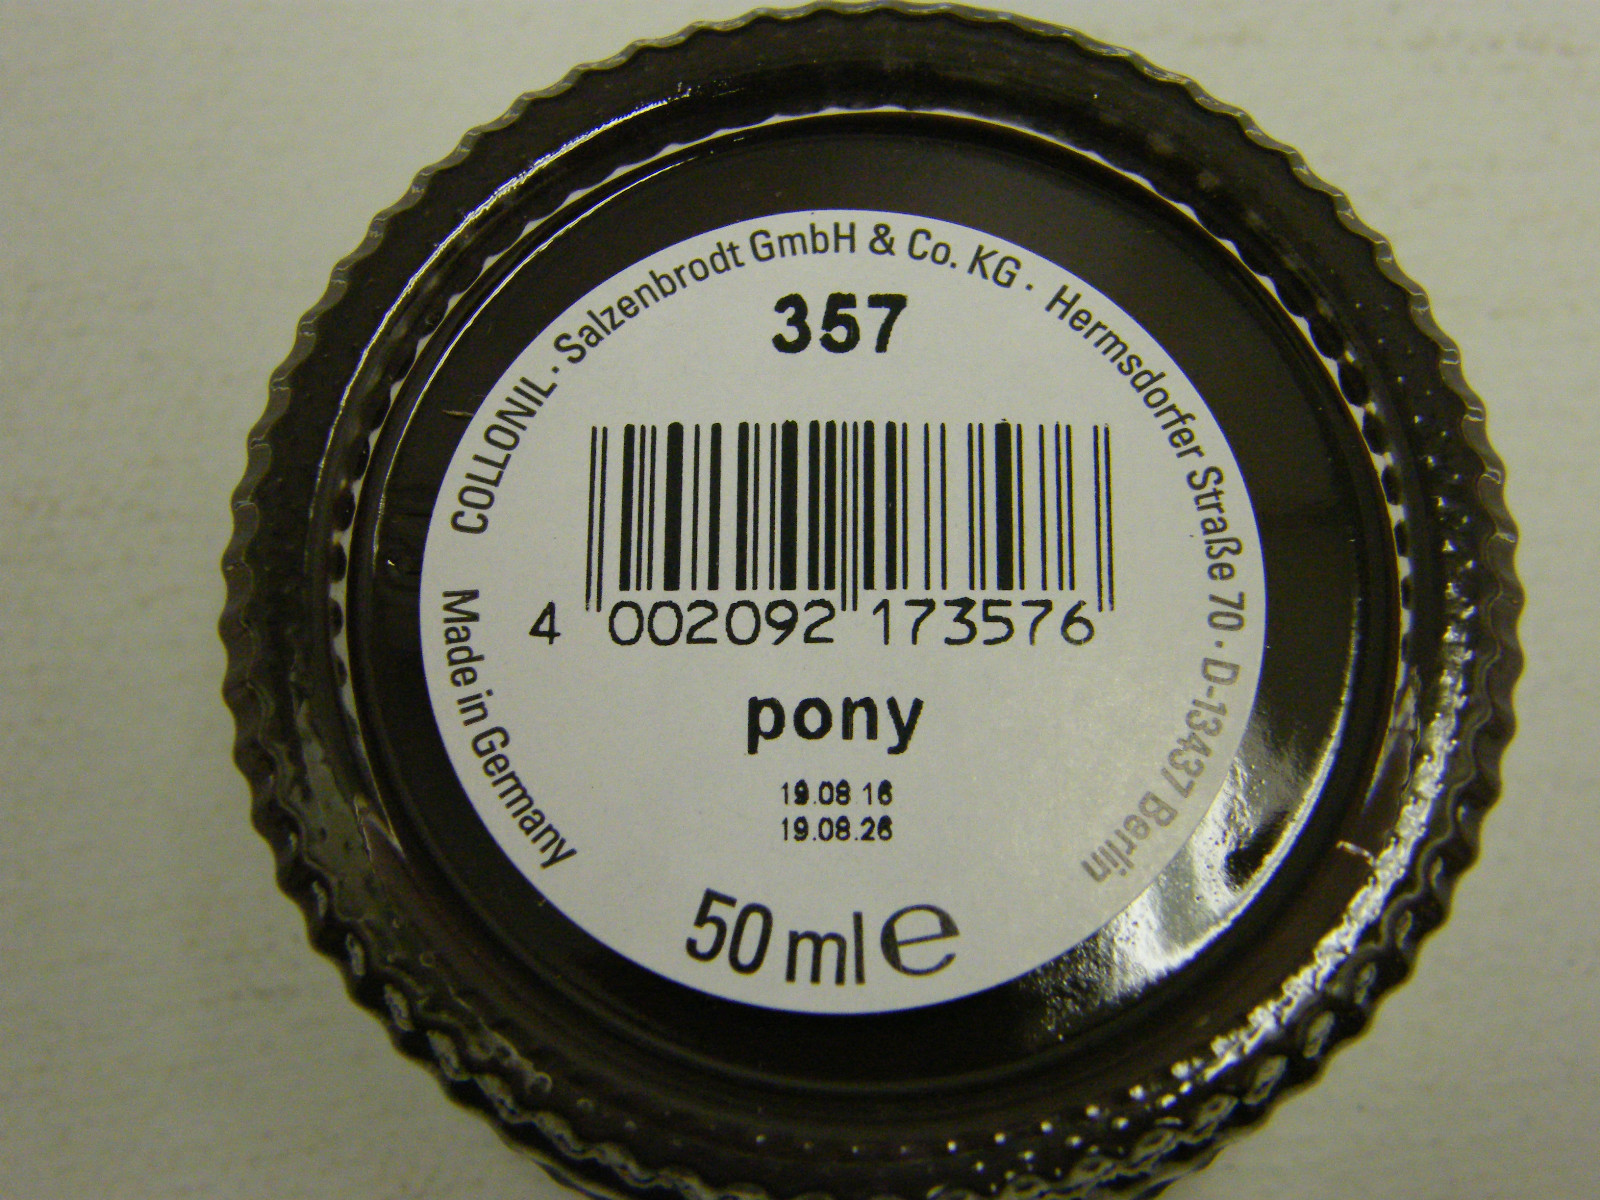 COLLONIL · Salzenbrodt GmbH & Co. KG · Hermsdorfer Straße 70 · D-13437 Berlin
357
4 002092 173576
pony
19.08 16
19.08.26
Made in Germany
50 ml e